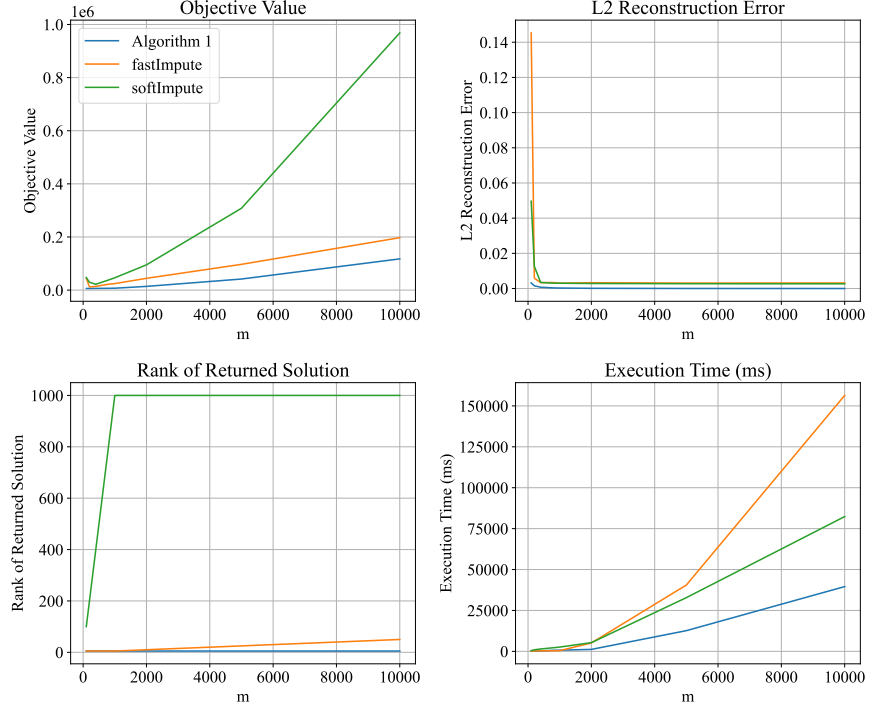 Objective Value
1e6
1.0
0.8
0.6
0.4
0.2
0.0
Objective Value
Algorithm 1
fastImpute
softImpute
0 2000 4000 6000 8000 10000
m
L2 Reconstruction Error
0.14
0.12
0.10
0.08
0.06
0.04
0.02
0.00
L2 Reconstruction Error
0 2000 4000 6000 8000 10000
m
Rank of Returned Solution
1000
800
600
400
200
0
Rank of Returned Solution
0 2000 4000 6000 8000 10000
m
Execution Time (ms)
150000
125000
100000
75000
50000
25000
0
Execution Time (ms)
0 2000 4000 6000 8000 10000
m